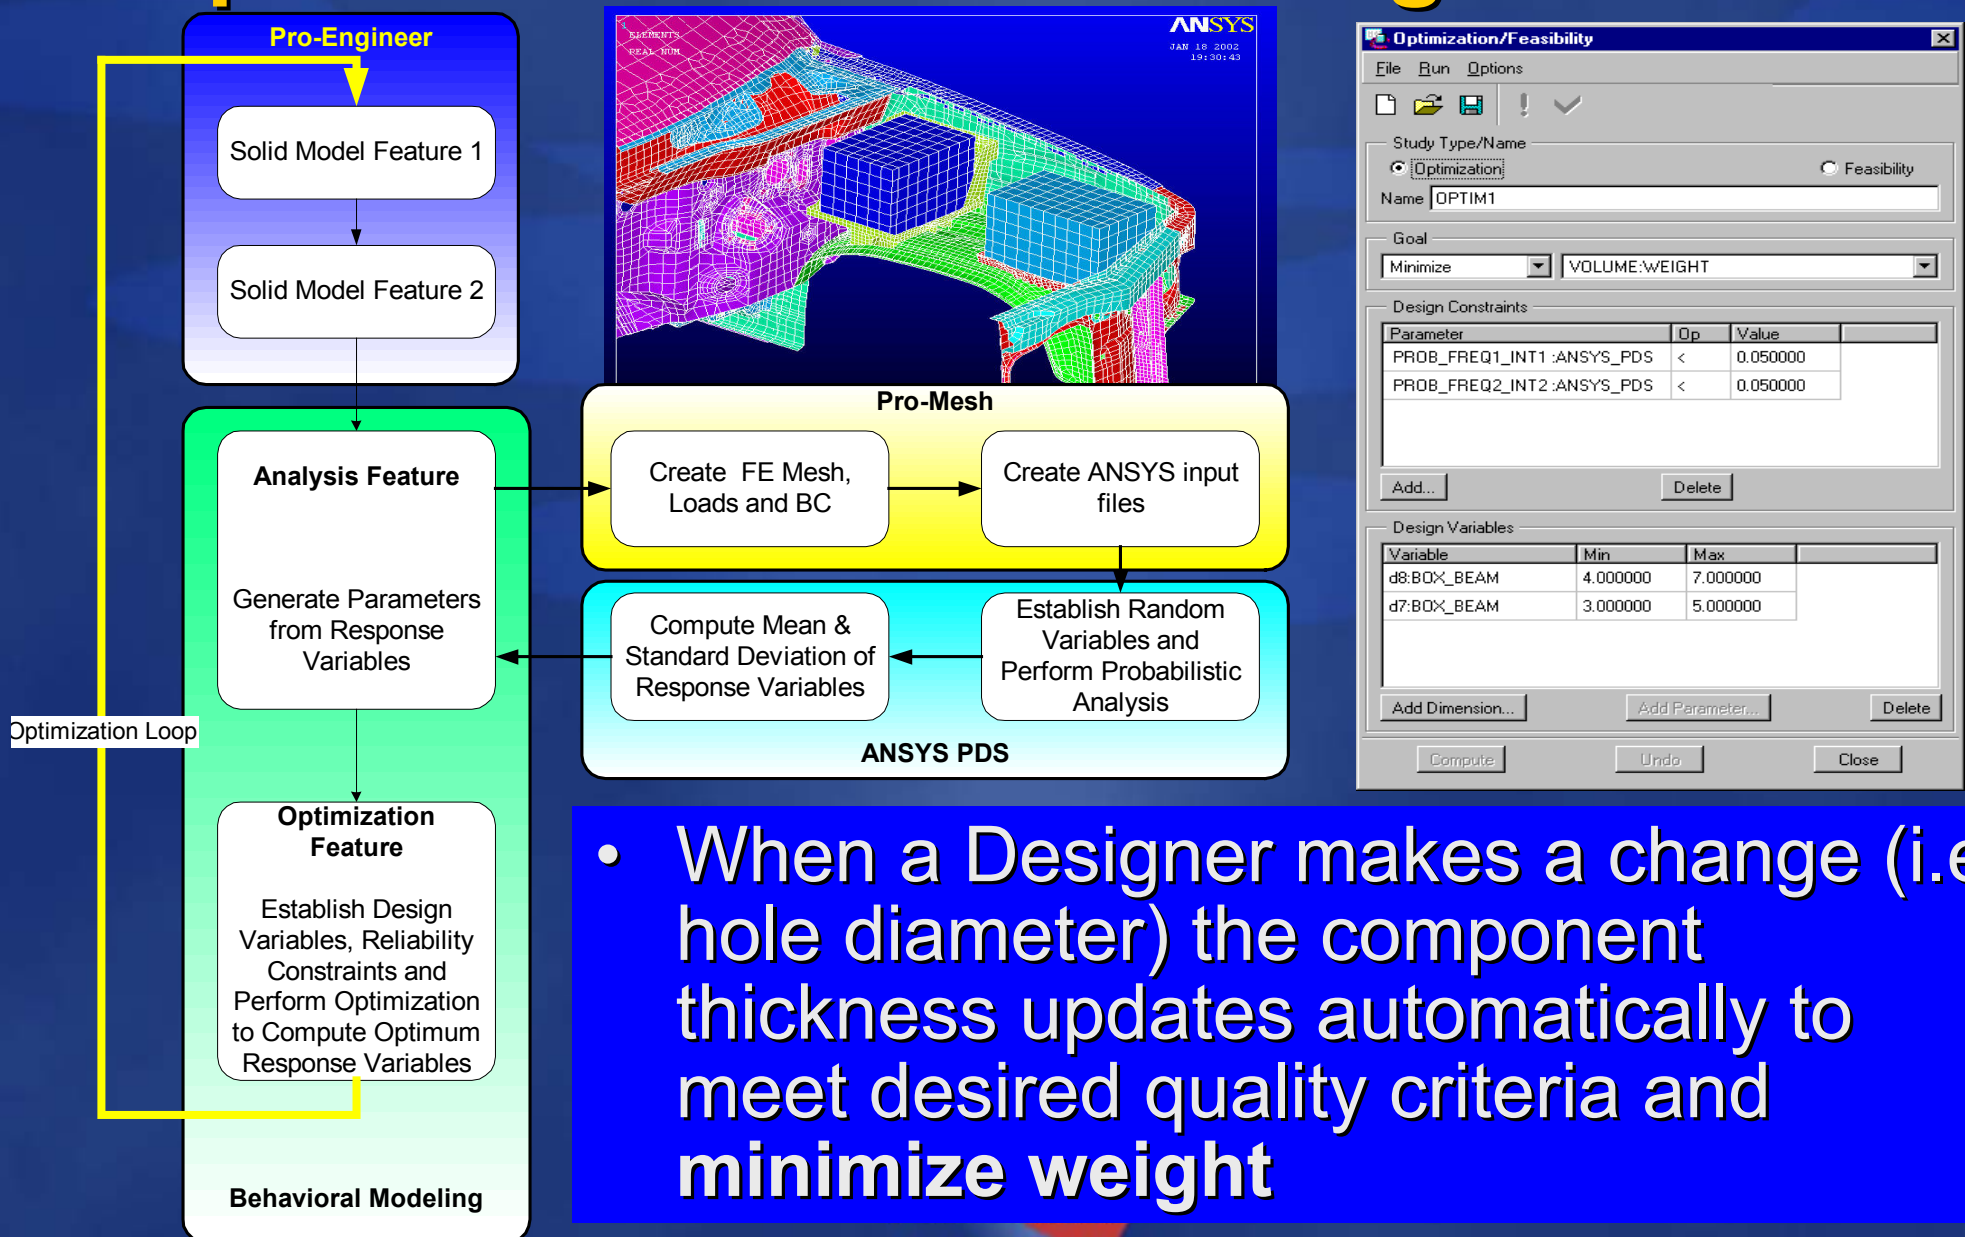 Pro-Engineer
Solid Model Feature 1
Solid Model Feature 2
Analysis Feature
Generate Parameters
from Response
Variables
Optimization Loop
Optimization
Feature
Establish Design
Variables, Reliability
Constraints and
Perform Optimization
to Compute Optimum
Response Variables
Behavioral Modeling
1
ELEMENTS
REAL NUM
ANSYS
JAN 18 2002
19:30:43
Pro-Mesh
Create FE Mesh,
Loads and BC
Create ANSYS input
files
Compute Mean &
Standard Deviation of
Response Variables
Establish Random
Variables and
Perform Probabilistic
Analysis
ANSYS PDS
Optimization/Feasibility
File Run Options
Study Type/Name
Optimization Feasibility
Name OPTIM1
Goal
Minimize VOLUME:WEIGHT
Design Constraints
Parameter Op Value
PROB_FREQ1_INT1:ANSYS_PDS < 0.050000
PROB_FREQ2_INT2:ANSYS_PDS < 0.050000
Add... Delete
Design Variables
Variable Min Max
d8:BOX_BEAM 4.000000 7.000000
d7:BOX_BEAM 3.000000 5.000000
Add Dimension... Add Parameter... Delete
Compute Undo Close
• When a Designer makes a change (i.e
hole diameter) the component
thickness updates automatically to
meet desired quality criteria and
minimize weight